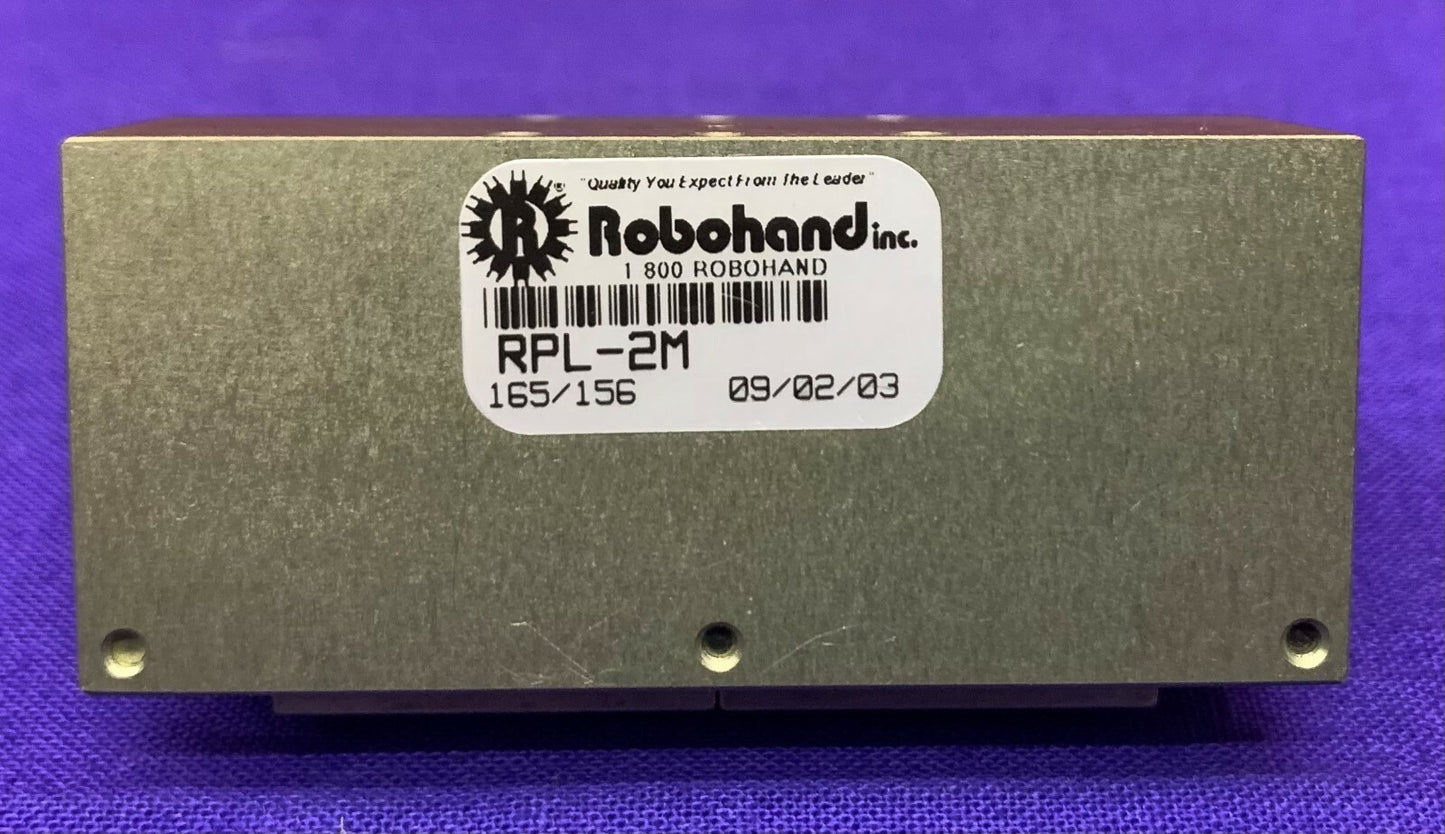 "Quality You Expect From The Leader"
R ® Robohand inc.
1 800 ROBOHAND
RPL-2M
165/156 09/02/03